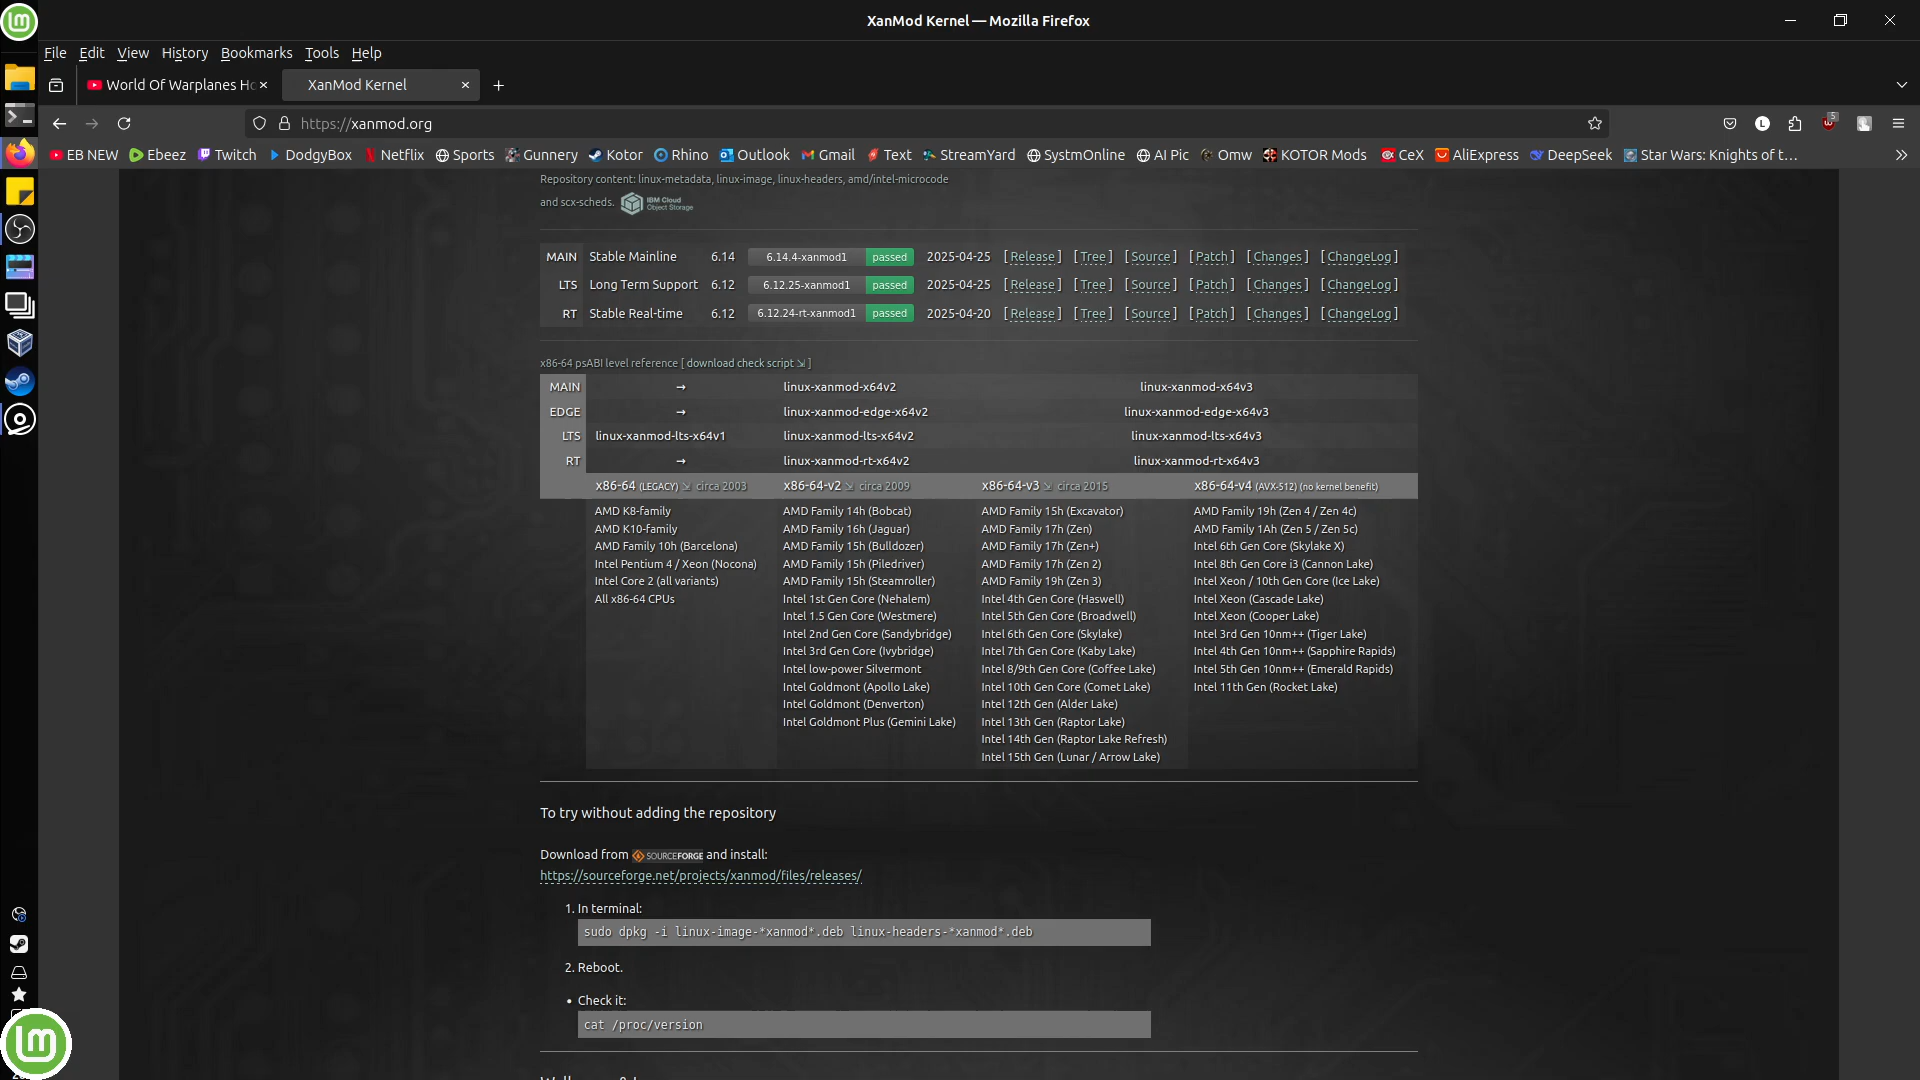 XanMod Kernel — Mozilla Firefox
File Edit View History Bookmarks Tools Help
World Of Warplanes Ho
XanMod Kernel
https://xanmod.org
5
EB NEW Ebeez Twitch DodgyBox Netflix Sports Gunnery Kotor Rhino Outlook Gmail Text StreamYard SystmOnline AI Pic Omw KOTOR Mods CeX AliExpress DeepSeek Star Wars: Knights of t…
Repository content: linux-metadata, linux-image, linux-headers, amd/intel-microcode
and scx-scheds. IBM Cloud Object Storage
MAIN Stable Mainline 6.14 6.14.4-xanmod1 passed 2025-04-25 [Release] [Tree] [Source] [Patch] [Changes] [ChangeLog]
LTS Long Term Support 6.12 6.12.25-xanmod1 passed 2025-04-25 [Release] [Tree] [Source] [Patch] [Changes] [ChangeLog]
RT Stable Real-time 6.12 6.12.24-rt-xanmod1 passed 2025-04-20 [Release] [Tree] [Source] [Patch] [Changes] [ChangeLog]
x86-64 psABI level reference [ download check script ⇲ ]
MAIN → linux-xanmod-x64v2 linux-xanmod-x64v3
EDGE → linux-xanmod-edge-x64v2 linux-xanmod-edge-x64v3
LTS linux-xanmod-lts-x64v1 linux-xanmod-lts-x64v2 linux-xanmod-lts-x64v3
RT → linux-xanmod-rt-x64v2 linux-xanmod-rt-x64v3
x86-64 (LEGACY) ⇲ circa 2003 x86-64-v2 ⇲ circa 2009 x86-64-v3 ⇲ circa 2015 x86-64-v4 (AVX-512) (no kernel benefit)
AMD K8-family
AMD K10-family
AMD Family 10h (Barcelona)
Intel Pentium 4 / Xeon (Nocona)
Intel Core 2 (all variants)
All x86-64 CPUs
AMD Family 14h (Bobcat)
AMD Family 16h (Jaguar)
AMD Family 15h (Bulldozer)
AMD Family 15h (Piledriver)
AMD Family 15h (Steamroller)
Intel 1st Gen Core (Nehalem)
Intel 1.5 Gen Core (Westmere)
Intel 2nd Gen Core (Sandybridge)
Intel 3rd Gen Core (Ivybridge)
Intel low-power Silvermont
Intel Goldmont (Apollo Lake)
Intel Goldmont (Denverton)
Intel Goldmont Plus (Gemini Lake)
AMD Family 15h (Excavator)
AMD Family 17h (Zen)
AMD Family 17h (Zen+)
AMD Family 17h (Zen 2)
AMD Family 19h (Zen 3)
Intel 4th Gen Core (Haswell)
Intel 5th Gen Core (Broadwell)
Intel 6th Gen Core (Skylake)
Intel 7th Gen Core (Kaby Lake)
Intel 8/9th Gen Core (Coffee Lake)
Intel 10th Gen Core (Comet Lake)
Intel 12th Gen (Alder Lake)
Intel 13th Gen (Raptor Lake)
Intel 14th Gen (Raptor Lake Refresh)
Intel 15th Gen (Lunar / Arrow Lake)
AMD Family 19h (Zen 4 / Zen 4c)
AMD Family 1Ah (Zen 5 / Zen 5c)
Intel 6th Gen Core (Skylake X)
Intel 8th Gen Core i3 (Cannon Lake)
Intel Xeon / 10th Gen Core (Ice Lake)
Intel Xeon (Cascade Lake)
Intel Xeon (Cooper Lake)
Intel 3rd Gen 10nm++ (Tiger Lake)
Intel 4th Gen 10nm++ (Sapphire Rapids)
Intel 5th Gen 10nm++ (Emerald Rapids)
Intel 11th Gen (Rocket Lake)
To try without adding the repository
Download from SOURCEFORGE and install:
https://sourceforge.net/projects/xanmod/files/releases/
1. In terminal:
sudo dpkg -i linux-image-*xanmod*.deb linux-headers-*xanmod*.deb
2. Reboot.
• Check it:
cat /proc/version